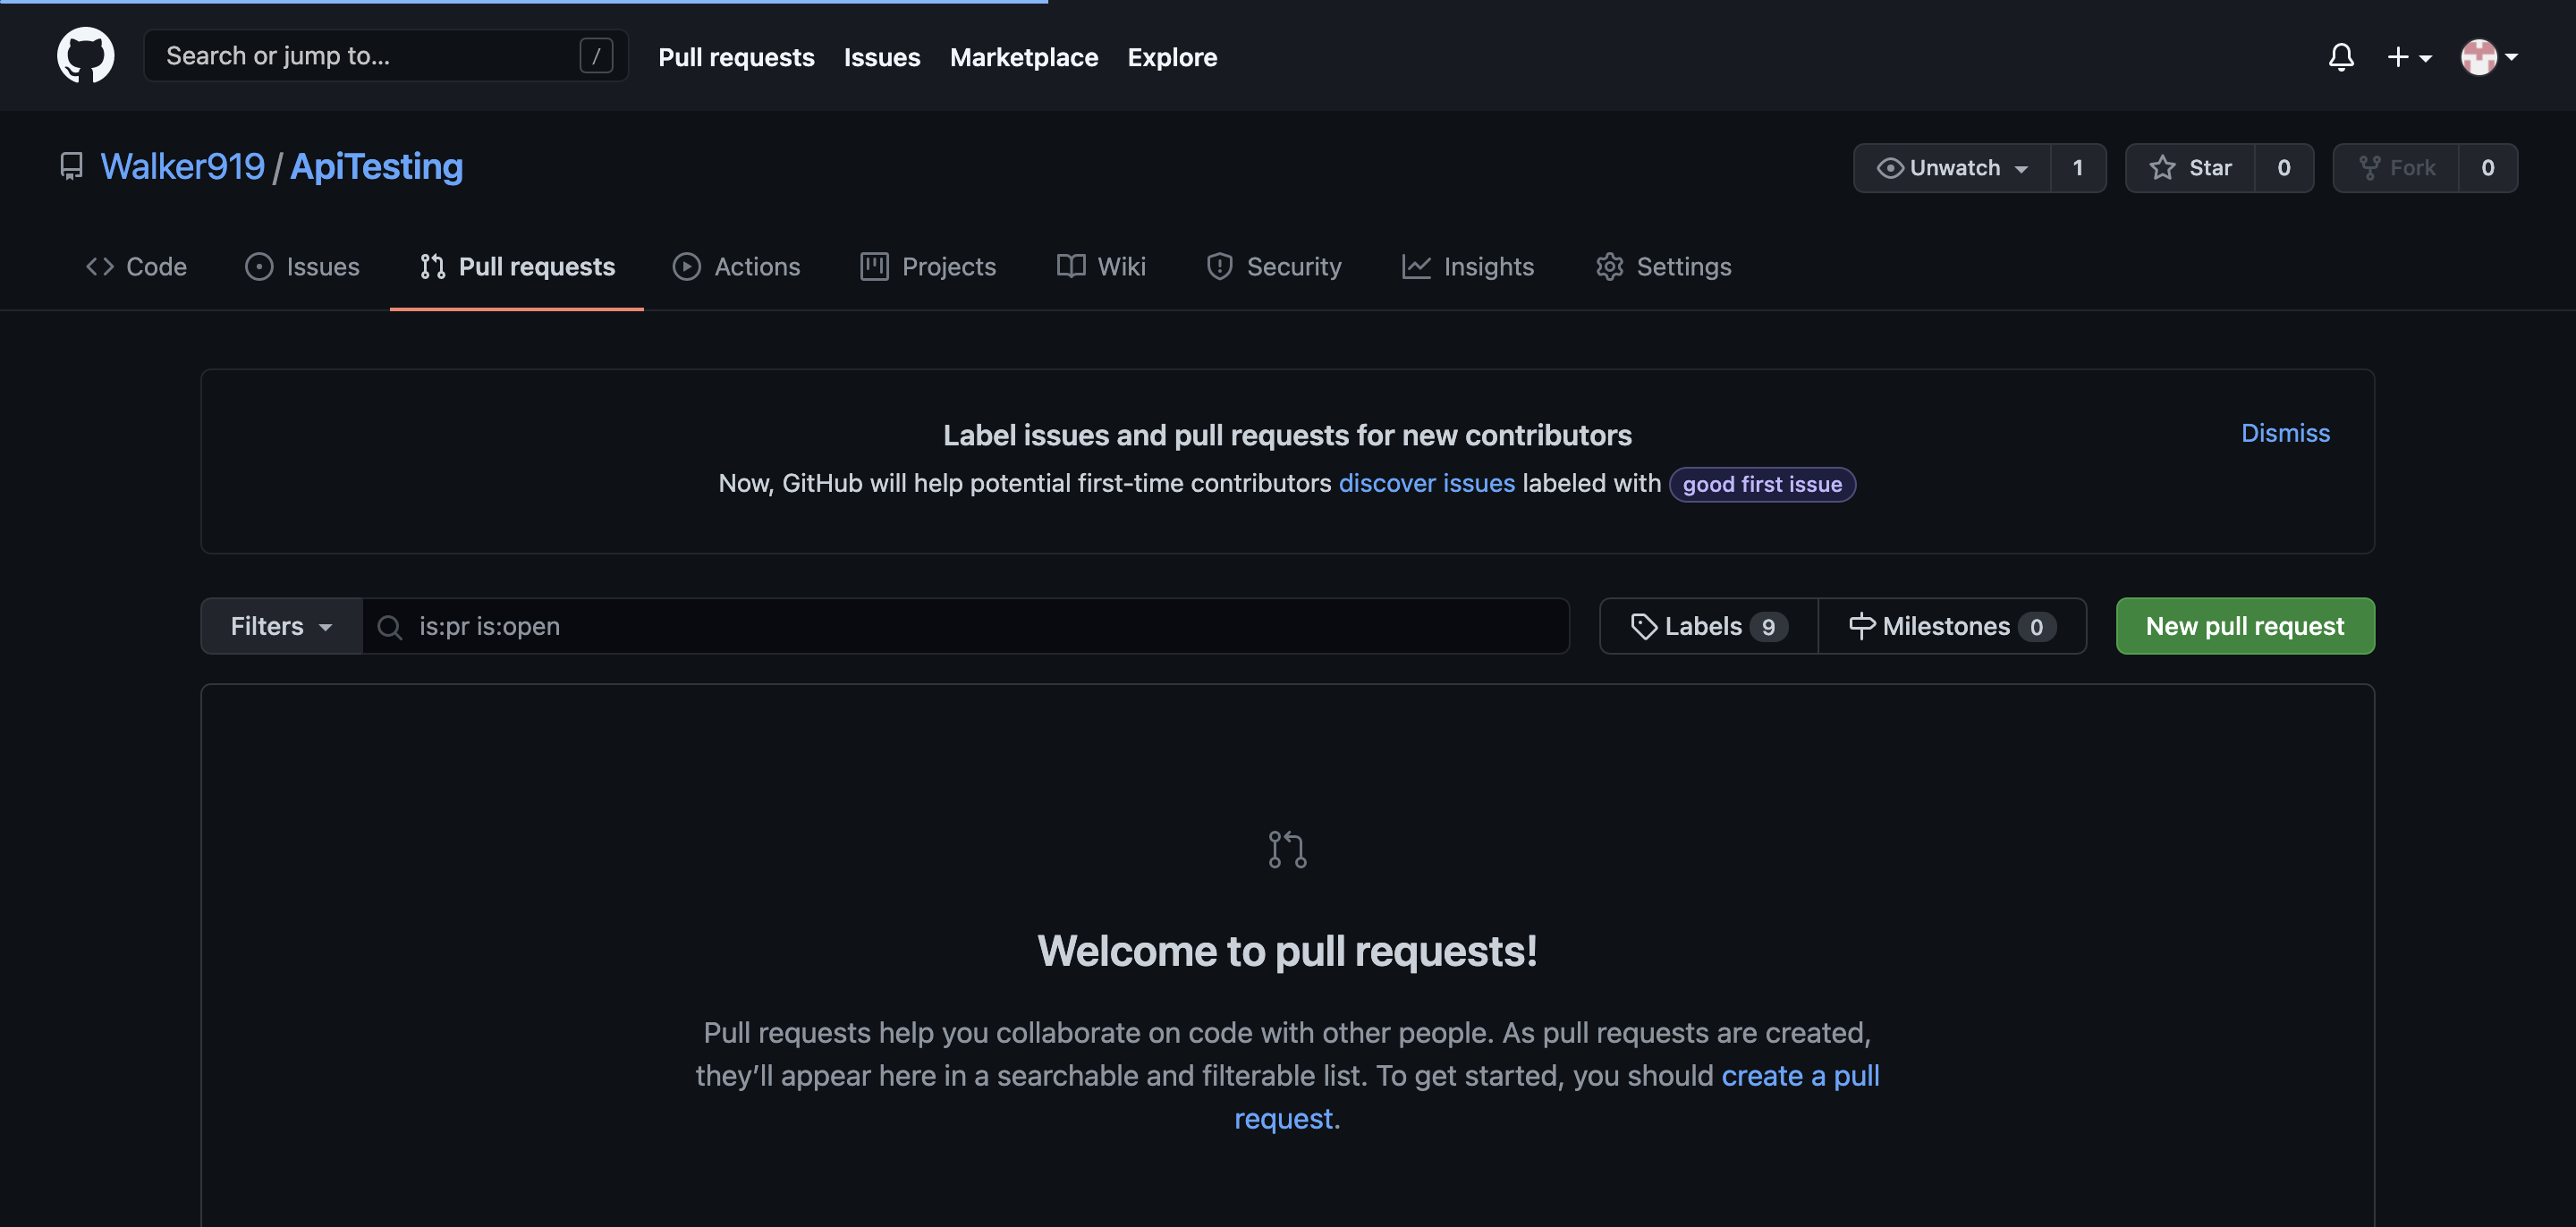 Search or jump to... /
Pull requests Issues Marketplace Explore
Walker919 / ApiTesting
Unwatch 1 Star 0 Fork 0
Code Issues Pull requests Actions Projects Wiki Security Insights Settings
Label issues and pull requests for new contributors
Dismiss
Now, GitHub will help potential first-time contributors discover issues labeled with good first issue
Filters is:pr is:open Labels 9 Milestones 0 New pull request
Welcome to pull requests!
Pull requests help you collaborate on code with other people. As pull requests are created,
they’ll appear here in a searchable and filterable list. To get started, you should create a pull
request.